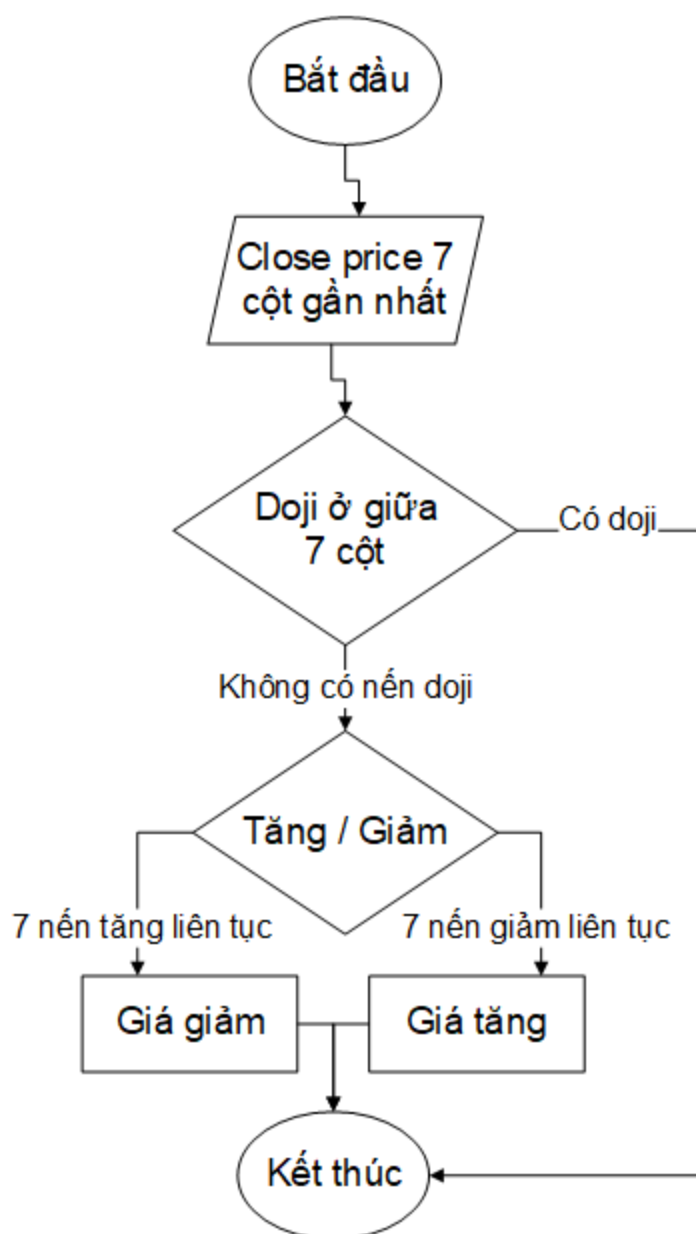 Bắt đầu
Close price 7
cột gần nhất
Doji ở giữa
7 cột
Có doji
Không có nến doji
Tăng / Giảm
7 nến tăng liên tục
7 nến giảm liên tục
Giá giảm
Giá tăng
Kết thúc